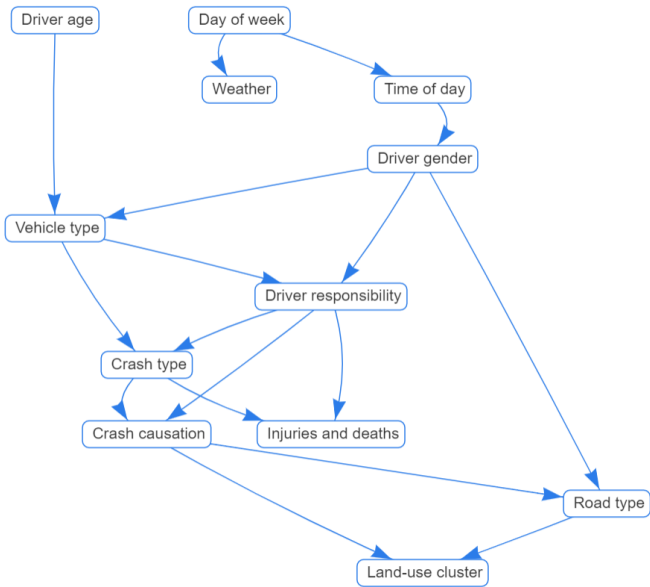 Driver age
Day of week
Weather
Time of day
Driver gender
Vehicle type
Driver responsibility
Crash type
Crash causation
Injuries and deaths
Road type
Land-use cluster